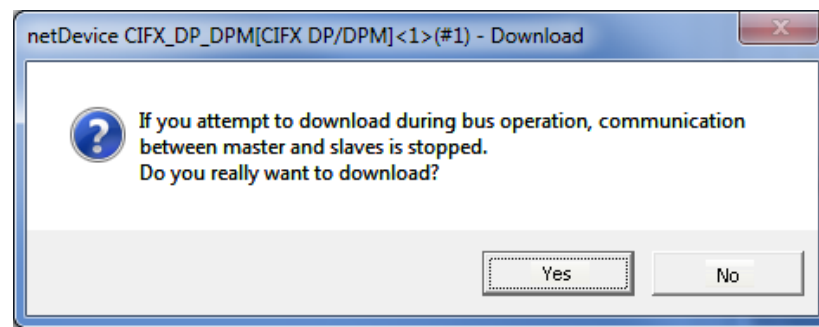 netDevice CIFX_DP_DPM[CIFX DP/DPM]<1>(#1) - Download
If you attempt to download during bus operation, communication
between master and slaves is stopped.
Do you really want to download?
Yes
No